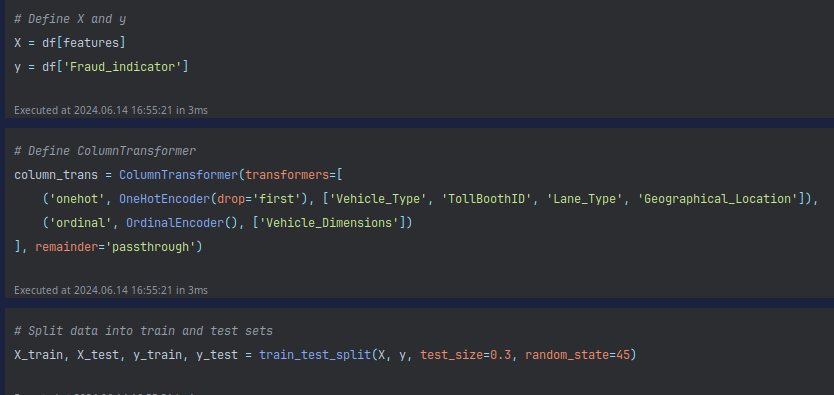 # Define X and y
X = df[features]
y = df['Fraud_indicator']
Executed at 2024.06.14 16:55:21 in 3ms
# Define ColumnTransformer
column_trans = ColumnTransformer(transformers=[
    ('onehot', OneHotEncoder(drop='first'), ['Vehicle_Type', 'TollBoothID', 'Lane_Type', 'Geographical_Location']),
    ('ordinal', OrdinalEncoder(), ['Vehicle_Dimensions'])
], remainder='passthrough')
Executed at 2024.06.14 16:55:21 in 3ms
# Split data into train and test sets
X_train, X_test, y_train, y_test = train_test_split(X, y, test_size=0.3, random_state=45)